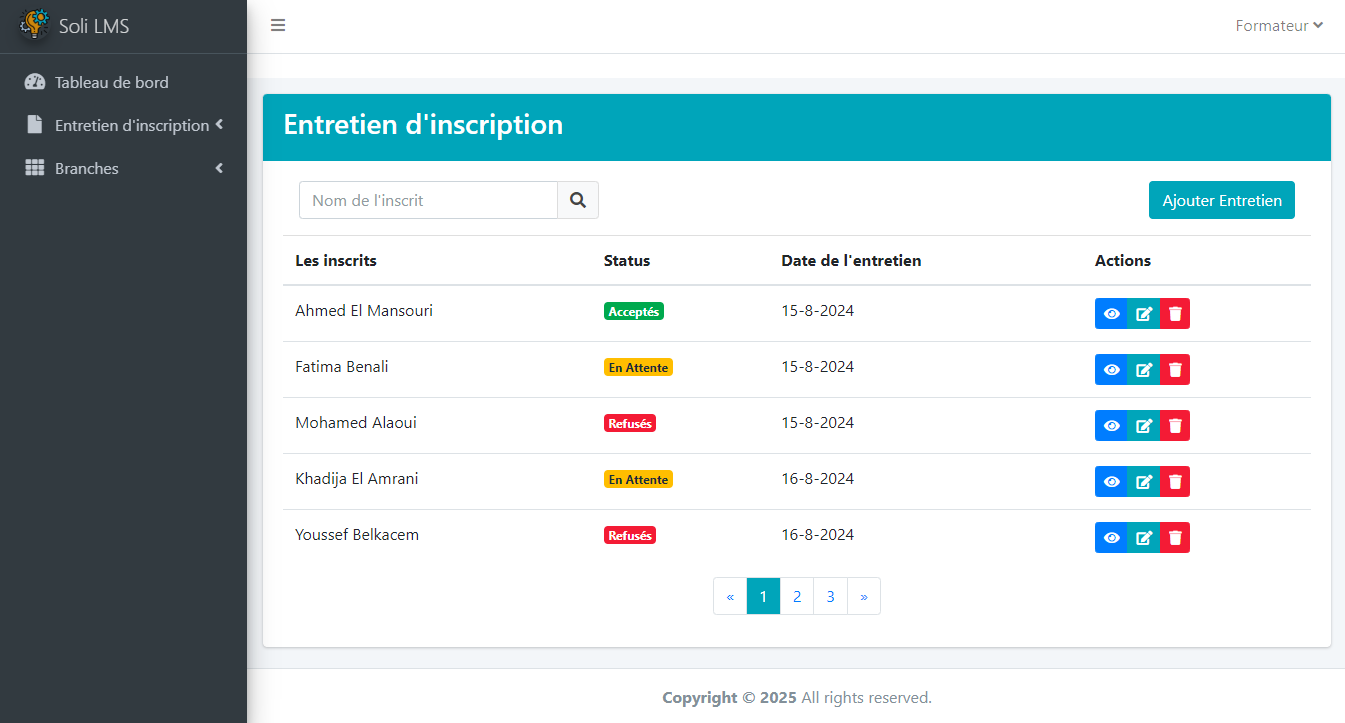 Soli LMS
Formateur
Tableau de bord
Entretien d'inscription
Branches
Entretien d'inscription
Nom de l'inscrit
Ajouter Entretien
Les inscrits Status Date de l'entretien Actions
Ahmed El Mansouri Acceptés 15-8-2024
Fatima Benali En Attente 15-8-2024
Mohamed Alaoui Refusés 15-8-2024
Khadija El Amrani En Attente 16-8-2024
Youssef Belkacem Refusés 16-8-2024
« 1 2 3 »
Copyright © 2025 All rights reserved.